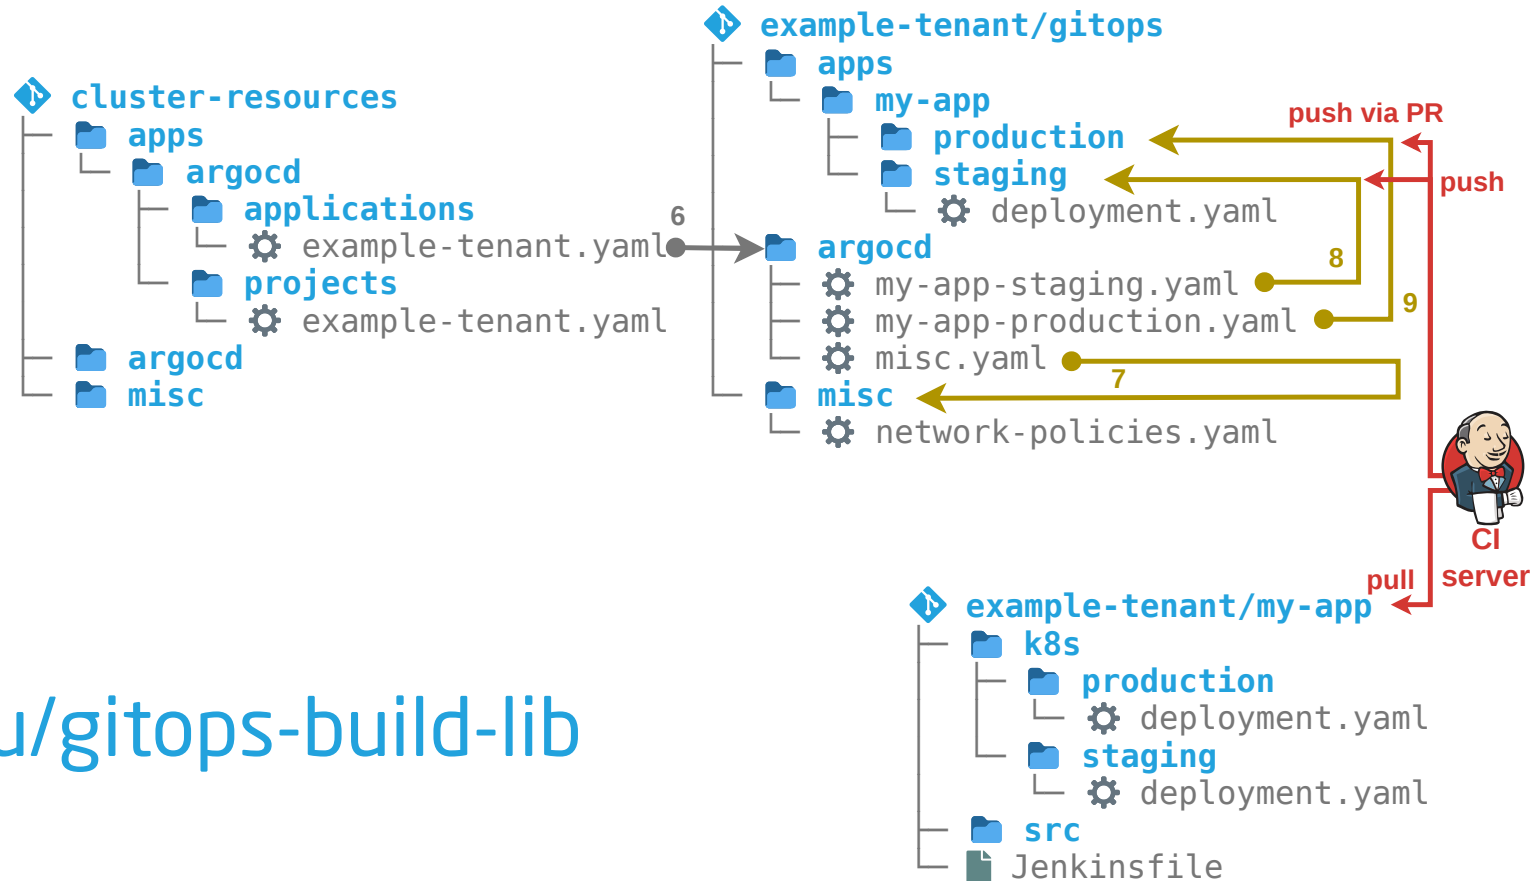 cluster-resources
apps
argocd
applications
example-tenant.yaml
projects
example-tenant.yaml
argocd
misc
6
example-tenant/gitops
apps
my-app
production
staging
deployment.yaml
argocd
my-app-staging.yaml
my-app-production.yaml
misc.yaml
misc
network-policies.yaml
push via PR
push
8
9
7
CI
server
pull
example-tenant/my-app
k8s
production
deployment.yaml
staging
deployment.yaml
src
Jenkinsfile
u/gitops-build-lib